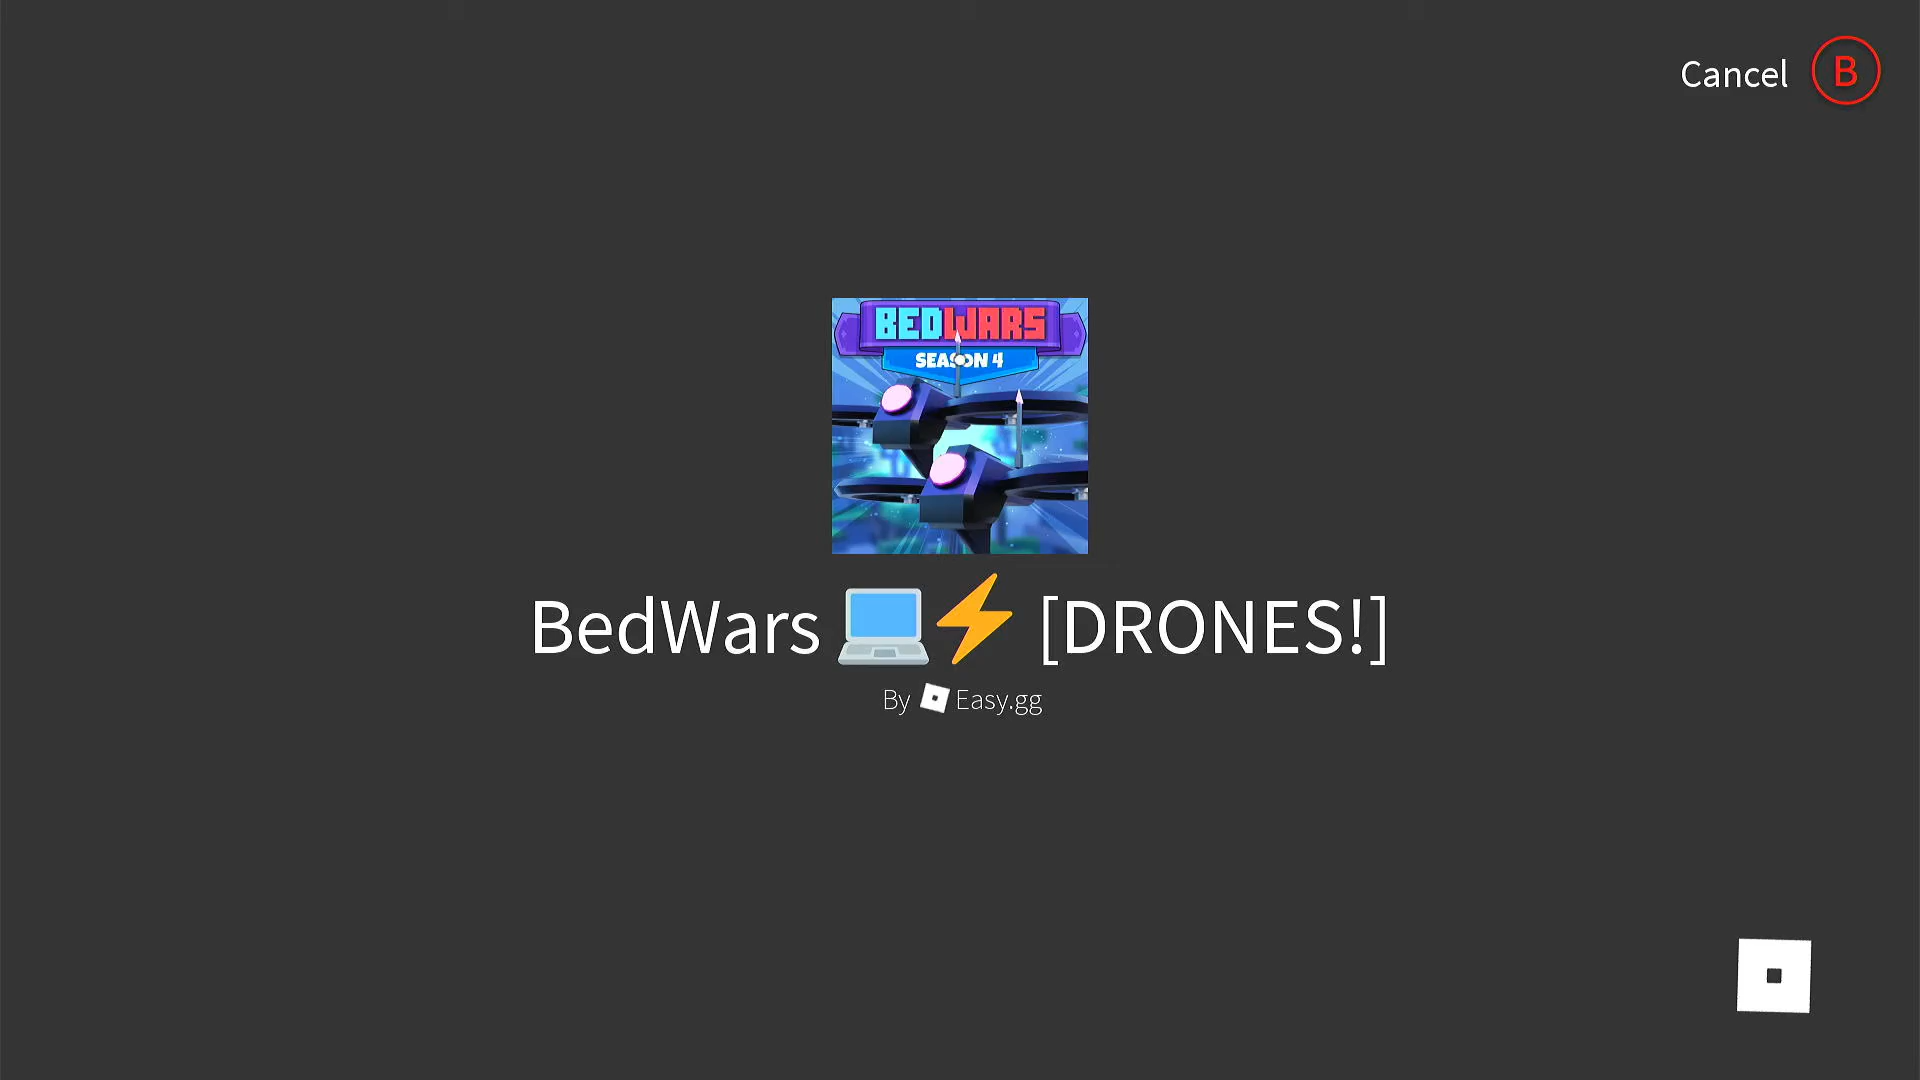 Cancel B
BEDWARS
SEASON 4
BedWars 💻⚡ [DRONES!]
By Easy.gg